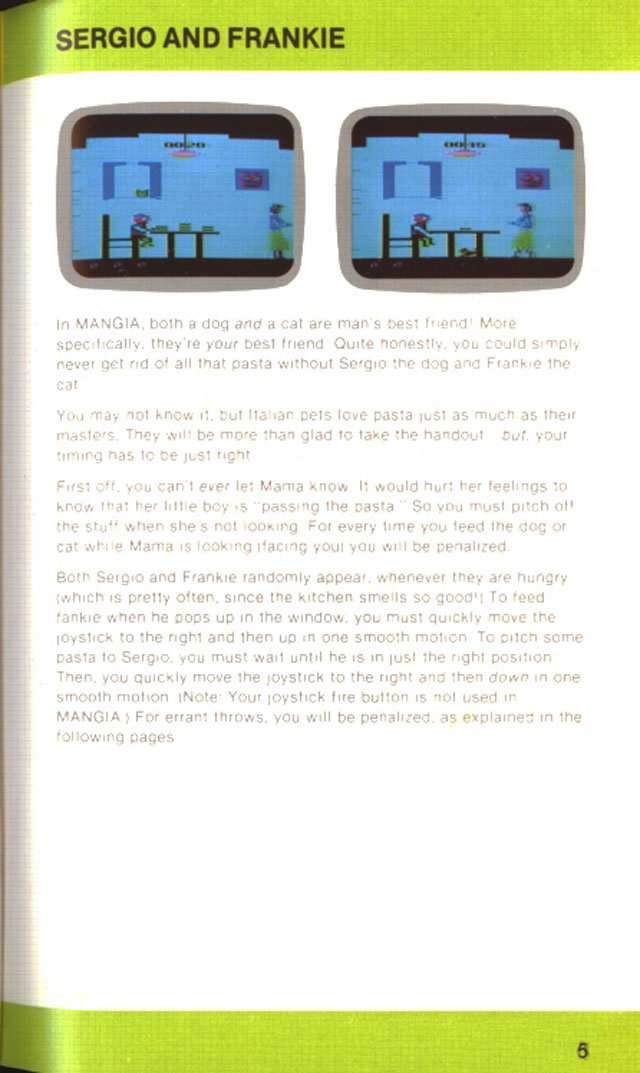 SERGIO AND FRANKIE
00:20
00:15
In MANGIA, both a dog and a cat are man's best friend! More
specifically, they're your best friend. Quite honestly, you could simply
never get rid of all that pasta without Sergio the dog and Frankie the
cat.
You may not know it, but Italian pets love pasta just as much as their
masters. They will be more than glad to take the handout... but, your
timing has to be just right.
First off, you can't ever let Mama know. It would hurt her feelings to
know that her little boy is "passing the pasta." So you must pitch off
the stuff when she's not looking. For every time you feed the dog or
cat while Mama is looking (facing you) you will be penalized.
Both Sergio and Frankie randomly appear, whenever they are hungry
(which is pretty often, since the kitchen smells so good!) To feed
fankie when he pops up in the window, you must quickly move the
joystick to the right and then up in one smooth motion. To pitch some
pasta to Sergio, you must wait until he is in just the right position.
Then, you quickly move the joystick to the right and then down in one
smooth motion. (Note: Your joystick fire button is not used in
MANGIA.) For errant throws, you will be penalized, as explained in the
following pages.
5